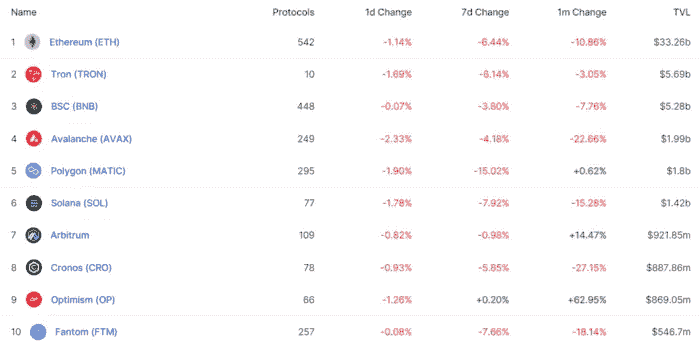 Name Protocols 1d Change 7d Change 1m Change TVL
1 Ethereum (ETH) 542 -1.14% -6.44% -10.86% $33.26b
2 Tron (TRON) 10 -1.69% -6.14% -3.05% $5.69b
3 BSC (BNB) 448 -0.07% -3.80% -7.76% $5.28b
4 Avalanche (AVAX) 249 -2.33% -4.18% -22.66% $1.99b
5 Polygon (MATIC) 295 -1.90% -15.02% +0.62% $1.8b
6 Solana (SOL) 77 -1.78% -7.92% -15.28% $1.42b
7 Arbitrum 109 -0.82% -0.98% +14.47% $921.85m
8 Cronos (CRO) 78 -0.93% -5.85% -27.15% $887.86m
9 Optimism (OP) 66 -1.26% +0.20% +62.95% $869.05m
10 Fantom (FTM) 257 -0.08% -7.66% -18.14% $546.7m